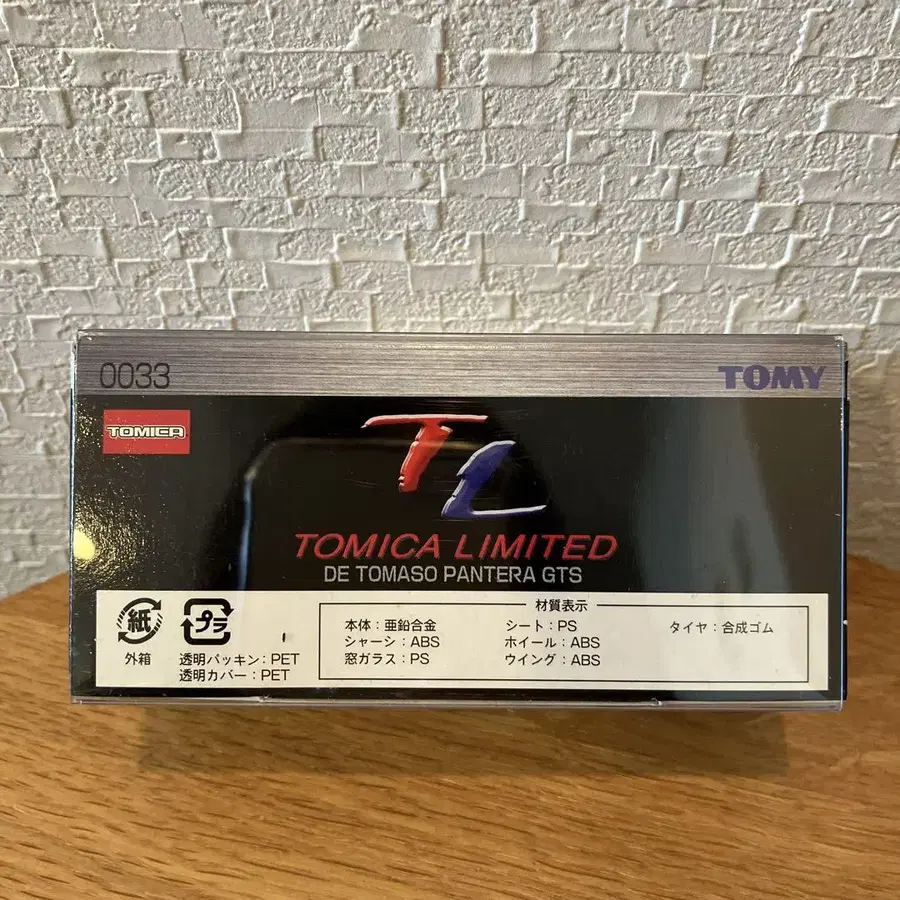 0033
TOMY
TOMICA
TL
TOMICA LIMITED
DE TOMASO PANTERA GTS
紙
外箱
プラ
透明パッキン:PET
透明カバー:PET
材質表示
本体:亜鉛合金
シャーシ:ABS
窓ガラス:PS
シート:PS
ホイール:ABS
ウイング:ABS
タイヤ:合成ゴム